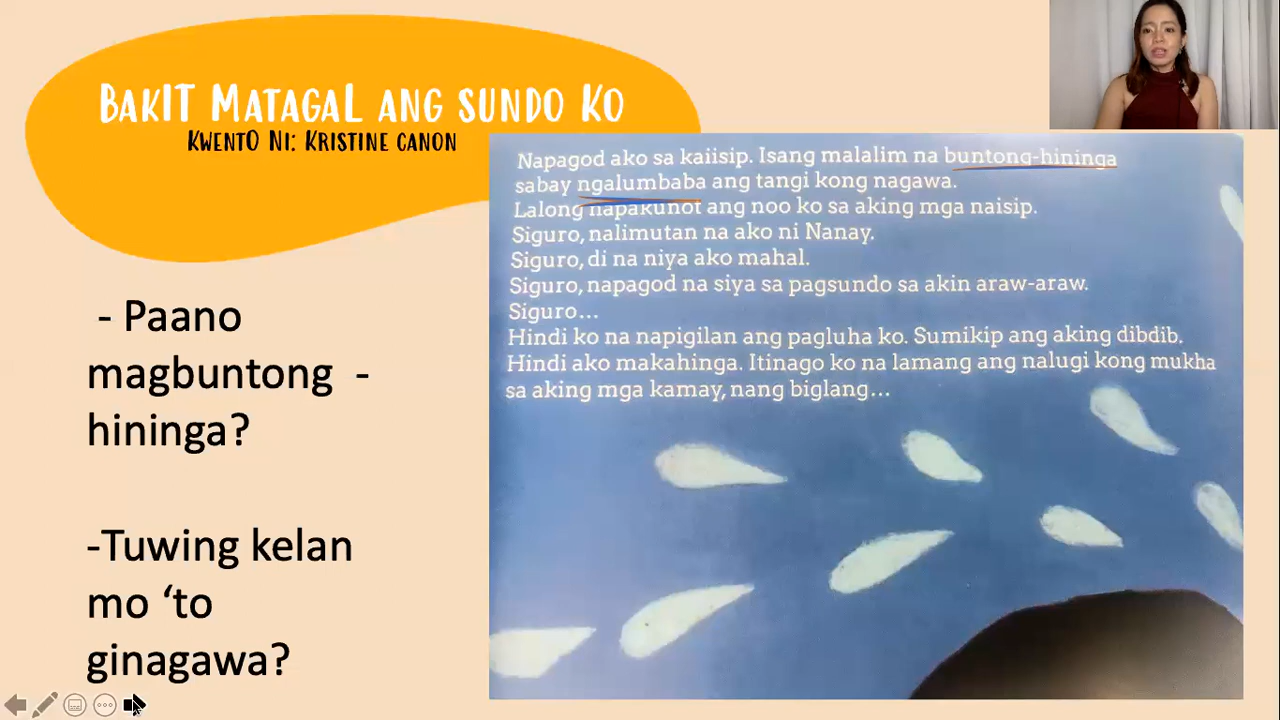 BAKIT MATAGAL ANG SUNDO KO
KWENTO NI: KRISTINE CANON
Napagod ako sa kaiisip. Isang malalim na buntong-hininga
sabay ngalumbaba ang tangi kong nagawa.
Lalong napakunot ang noo ko sa aking mga naisip.
Siguro, nalimutan na ako ni Nanay.
Siguro, di na niya ako mahal.
Siguro, napagod na siya sa pagsundo sa akin araw-araw.
Siguro...
Hindi ko na napigilan ang pagluha ko. Sumikip ang aking dibdib.
Hindi ako makahinga. Itinago ko na lamang ang nalugi kong mukha
sa aking mga kamay, nang biglang...
- Paano
magbuntong -
hininga?
-Tuwing kelan
mo ‘to
ginagawa?